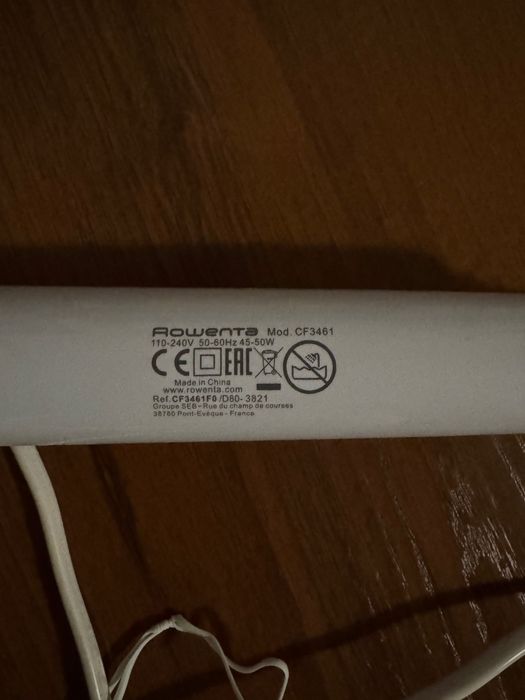 Rowenta Mod. CF3461
110-240V 50-60Hz 45-50W
CE EAC
Made in China
www.rowenta.com
Ref.CF3461F0/D80-3821
Groupe SEB-Rue du champ de courses
38780 Pont-Evêque - France